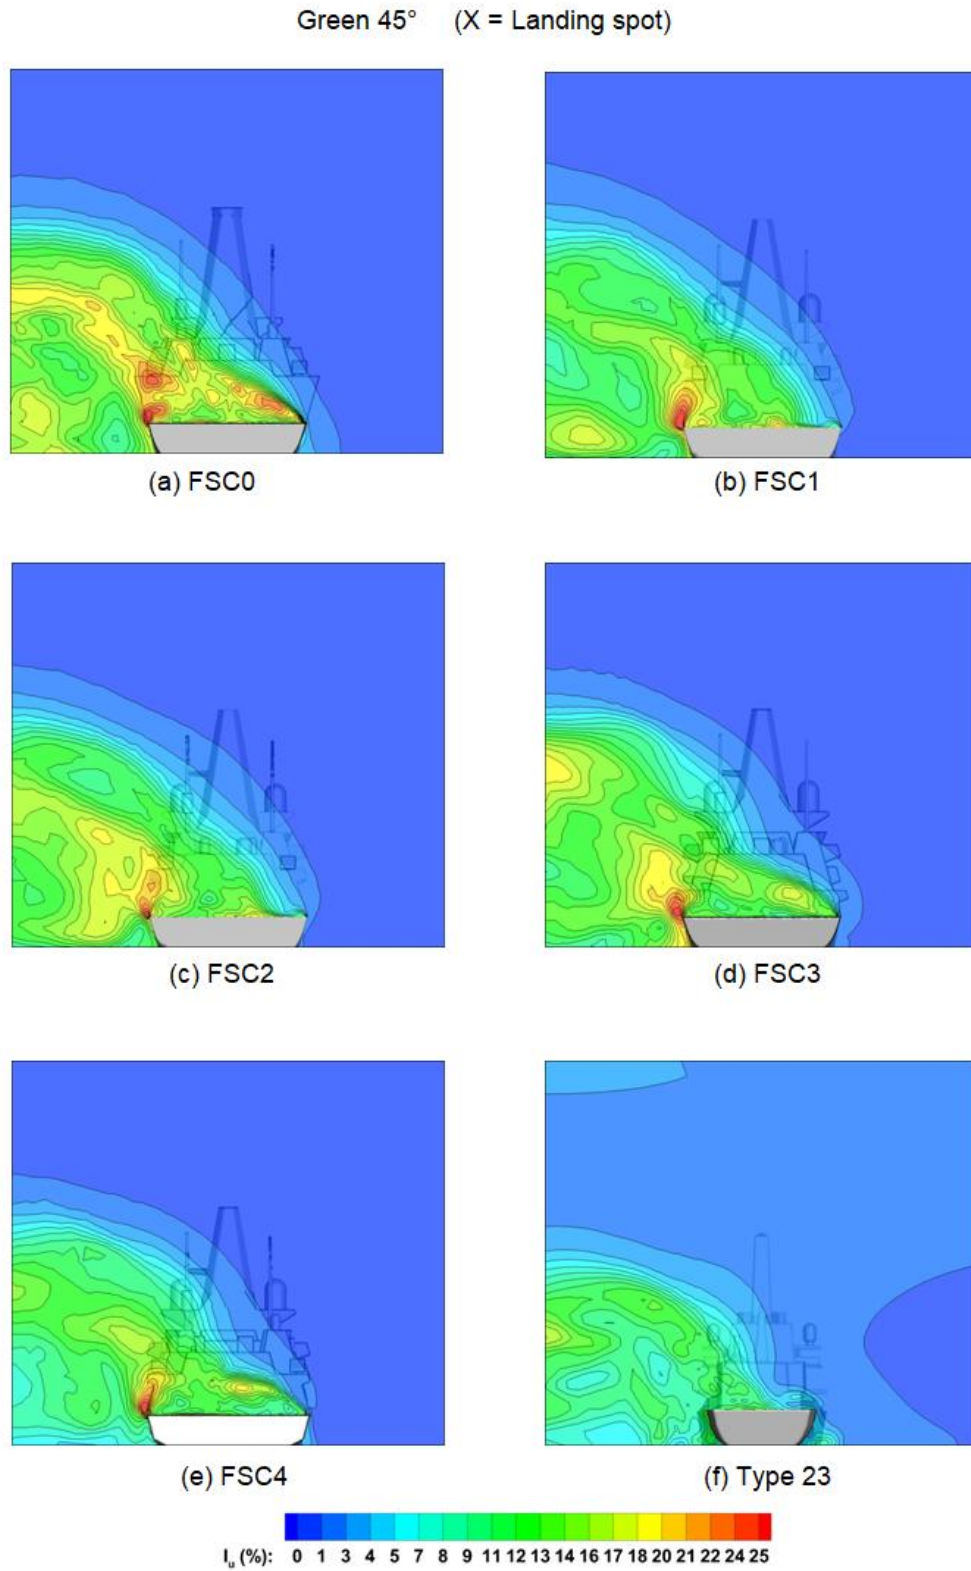 Green 45° (X = Landing spot)
(a) FSC0
(b) FSC1
(c) FSC2
(d) FSC3
(e) FSC4
(f) Type 23
Iᵤ (%): 0 1 3 4 5 7 8 9 11 12 13 14 16 17 18 20 21 22 24 25